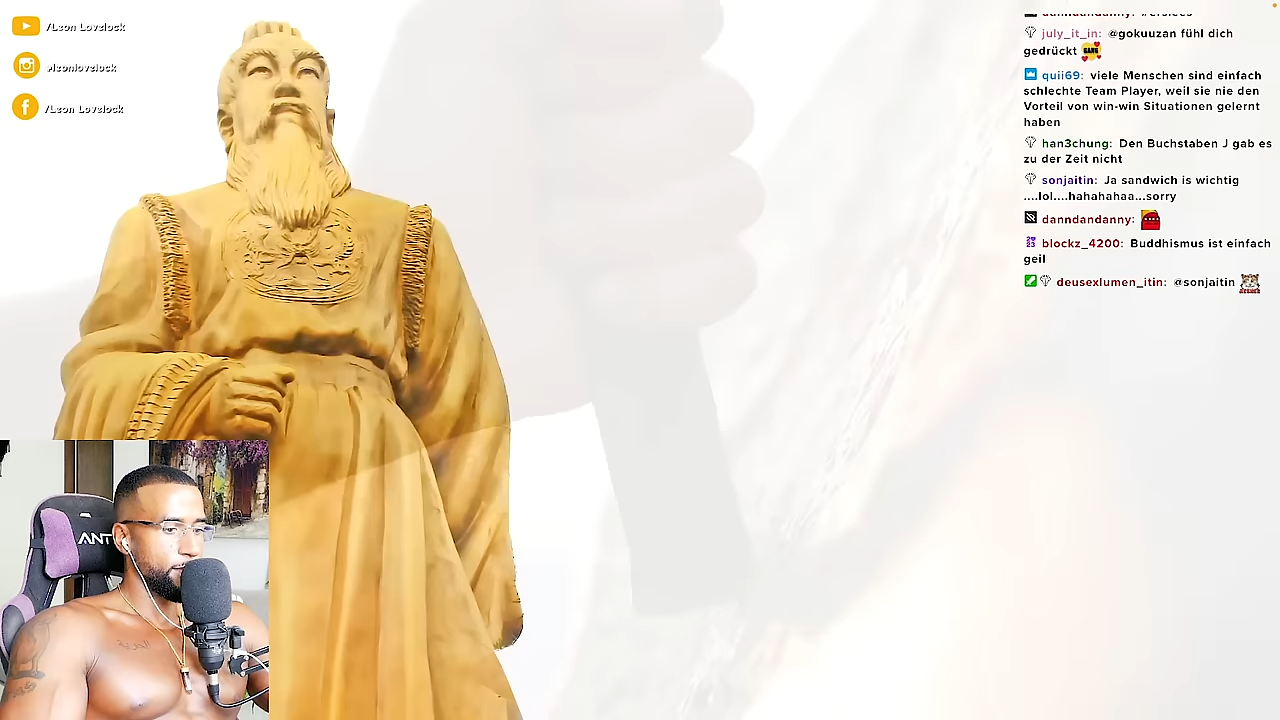 /Leon Lovelock
/leonlovelock
/Leon Lovelock
july_it_in: @gokuuzan fühl dich
gedrückt
quii69: viele Menschen sind einfach
schlechte Team Player, weil sie nie den
Vorteil von win-win Situationen gelernt
haben
han3chung: Den Buchstaben J gab es
zu der Zeit nicht
sonjaitin: Ja sandwich is wichtig
....lol....hahahahaa...sorry
danndandanny:
blockz_4200: Buddhismus ist einfach
geil
deusexlumen_itin: @sonjaitin
ANT